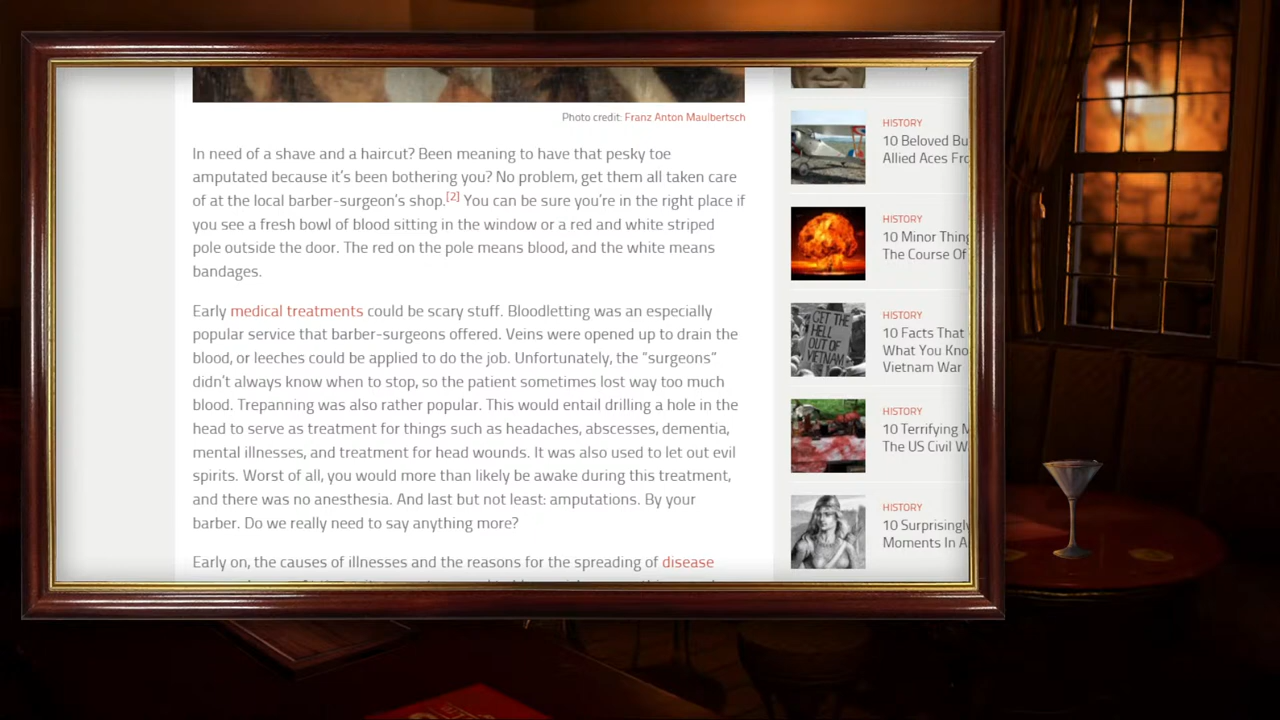 Photo credit: Franz Anton Maulbertsch
In need of a shave and a haircut? Been meaning to have that pesky toe
amputated because it's been bothering you? No problem, get them all taken care
of at the local barber-surgeon's shop.[2] You can be sure you're in the right place if
you see a fresh bowl of blood sitting in the window or a red and white striped
pole outside the door. The red on the pole means blood, and the white means
bandages.
Early medical treatments could be scary stuff. Bloodletting was an especially
popular service that barber-surgeons offered. Veins were opened up to drain the
blood, or leeches could be applied to do the job. Unfortunately, the "surgeons"
didn't always know when to stop, so the patient sometimes lost way too much
blood. Trepanning was also rather popular. This would entail drilling a hole in the
head to serve as treatment for things such as headaches, abscesses, dementia,
mental illnesses, and treatment for head wounds. It was also used to let out evil
spirits. Worst of all, you would more than likely be awake during this treatment,
and there was no anesthesia. And last but not least: amputations. By your
barber. Do we really need to say anything more?
Early on, the causes of illnesses and the reasons for the spreading of disease
HISTORY
10 Beloved Bu
Allied Aces Fro
HISTORY
10 Minor Thing
The Course Of
HISTORY
10 Facts That
What You Kno
Vietnam War
GET THE
HELL
OUT OF
VIETNAM
HISTORY
10 Terrifying M
The US Civil W
HISTORY
10 Surprisingly
Moments In A